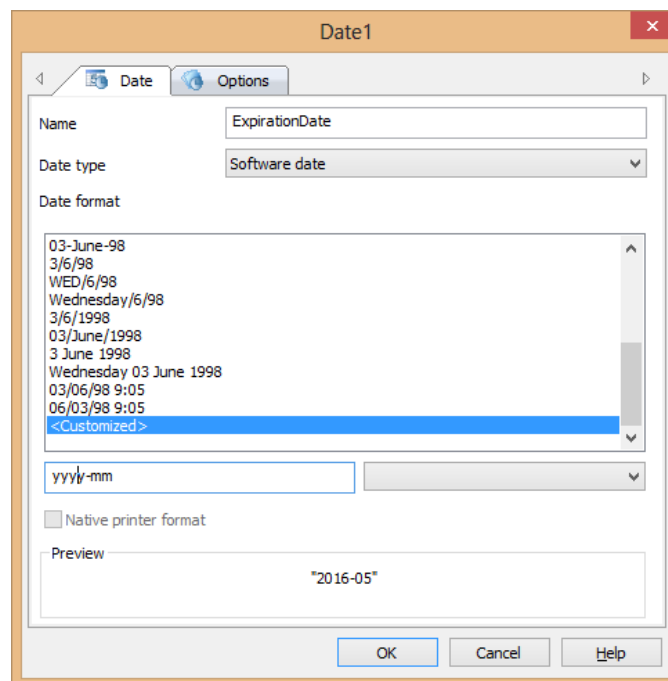 Date1
Date Options
Name ExpirationDate
Date type Software date
Date format
03-June-98
3/6/98
WED/6/98
Wednesday/6/98
3/6/1998
03/June/1998
3 June 1998
Wednesday 03 June 1998
03/06/98 9:05
06/03/98 9:05
<Customized>
yyyy-mm
Native printer format
Preview
"2016-05"
OK Cancel Help